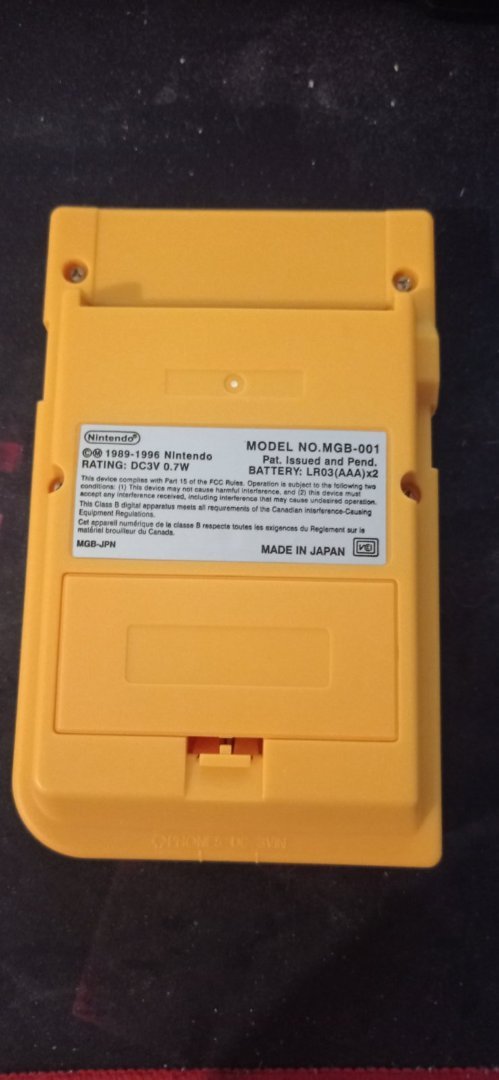 Nintendo®
©Ⓜ 1989-1996 Nintendo
RATING: DC3V 0.7W
MODEL NO.MGB-001
Pat. Issued and Pend.
BATTERY: LR03(AAA)x2
This device complies with Part 15 of the FCC Rules. Operation is subject to the following two
conditions: (1) This device may not cause harmful interference, and (2) this device must
accept any interference received, including interference that may cause undesired operation.
This Class B digital apparatus meets all requirements of the Canadian Interference-Causing
Equipment Regulations.
Cet appareil numérique de la classe B respecte toutes les exigences du Reglement sur le
matériel brouilleur du Canada.
MGB-JPN
MADE IN JAPAN
PHONES DC 3V IN